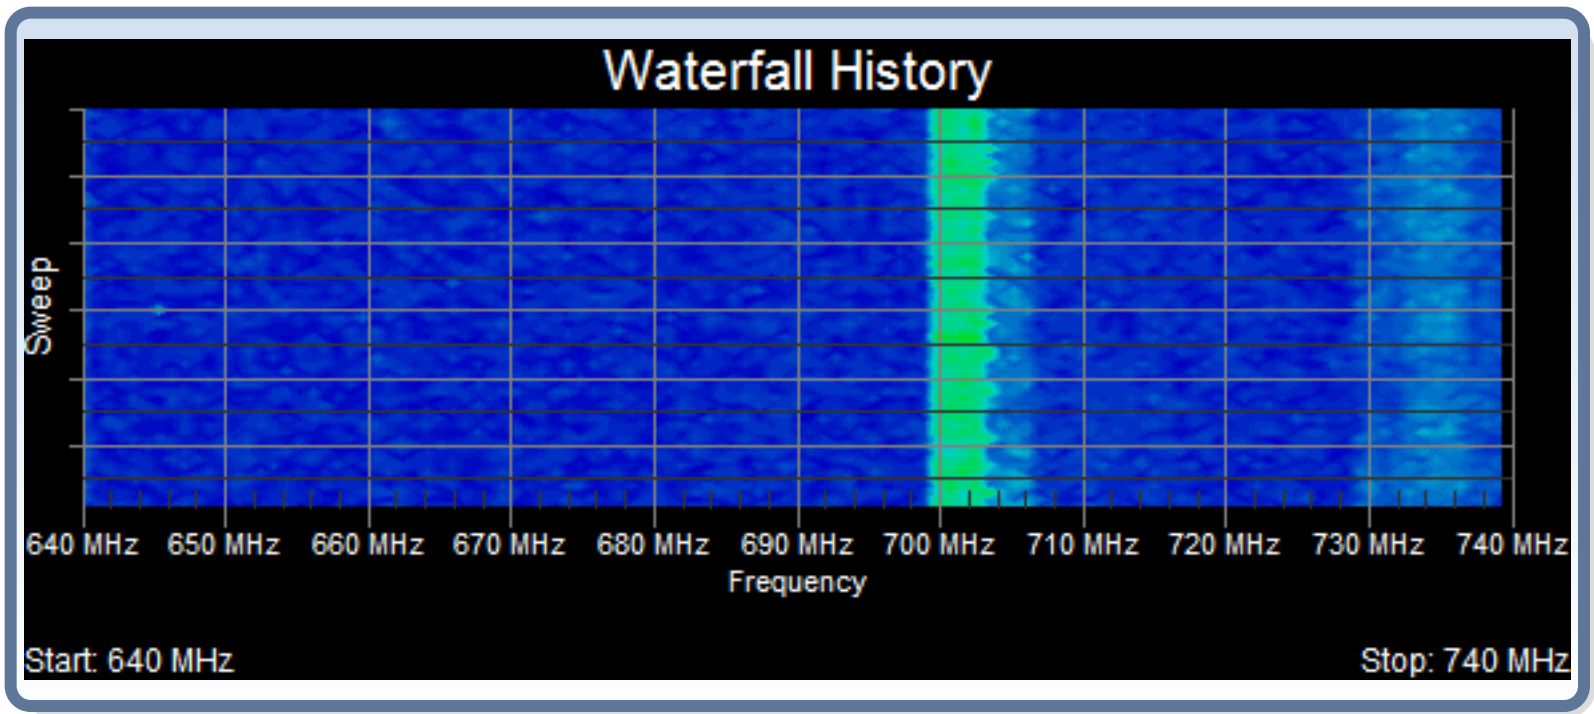 Waterfall History
Sweep
640 MHz 650 MHz 660 MHz 670 MHz 680 MHz 690 MHz 700 MHz 710 MHz 720 MHz 730 MHz 740 MHz
Frequency
Start: 640 MHz Stop: 740 MHz